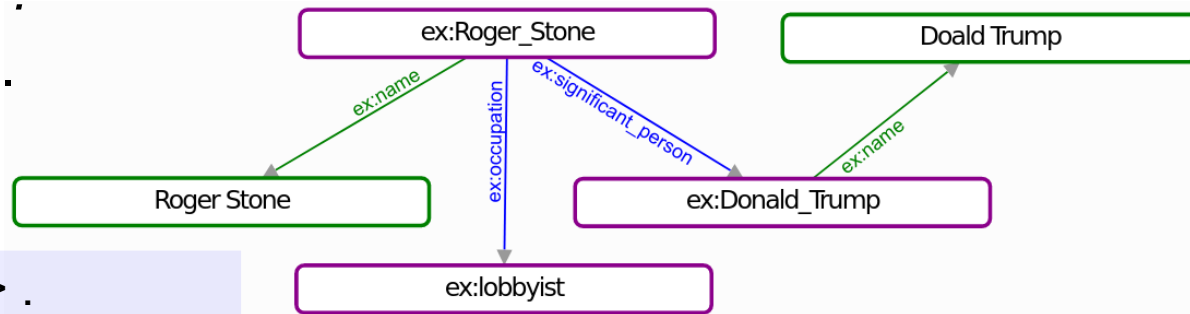 ex:Roger_Stone
Doald Trump
ex:name
ex:occupation
ex:significant_person
ex:name
Roger Stone
ex:Donald_Trump
ex:lobbyist
.